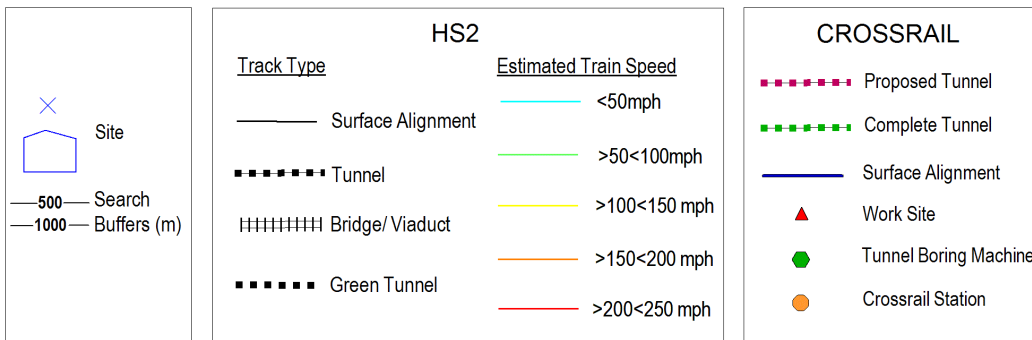 Site
500 Search
1000 Buffers (m)
HS2
Track Type
Surface Alignment
Tunnel
Bridge/ Viaduct
Green Tunnel
Estimated Train Speed
<50mph
>50<100mph
>100<150 mph
>150<200 mph
>200<250 mph
CROSSRAIL
Proposed Tunnel
Complete Tunnel
Surface Alignment
Work Site
Tunnel Boring Machine
Crossrail Station